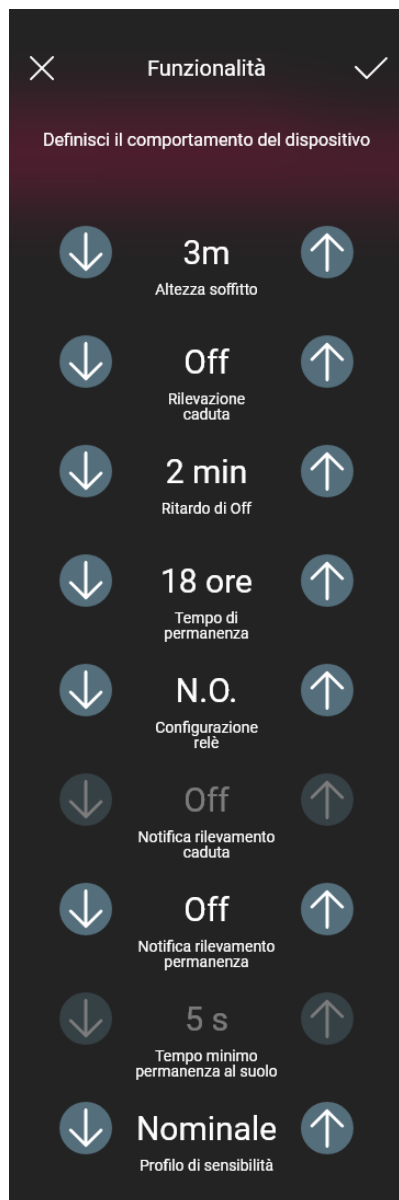 Funzionalità
Definisci il comportamento del dispositivo
3m
Altezza soffitto
Off
Rilevazione
caduta
2 min
Ritardo di Off
18 ore
Tempo di
permanenza
N.O.
Configurazione
relè
Off
Notifica rilevamento
caduta
Off
Notifica rilevamento
permanenza
5 s
Tempo minimo
permanenza al suolo
Nominale
Profilo di sensibilità